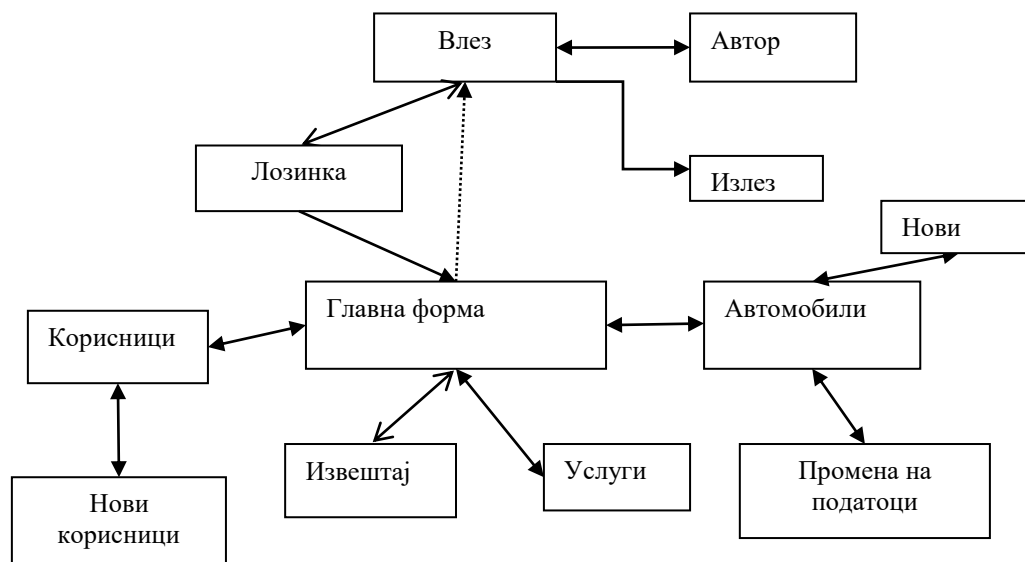 Влез
Автор
Лозинка
Излез
Нови
Главна форма
Автомобили
Корисници
Извештај
Услуги
Промена на
податоци
Нови
корисници